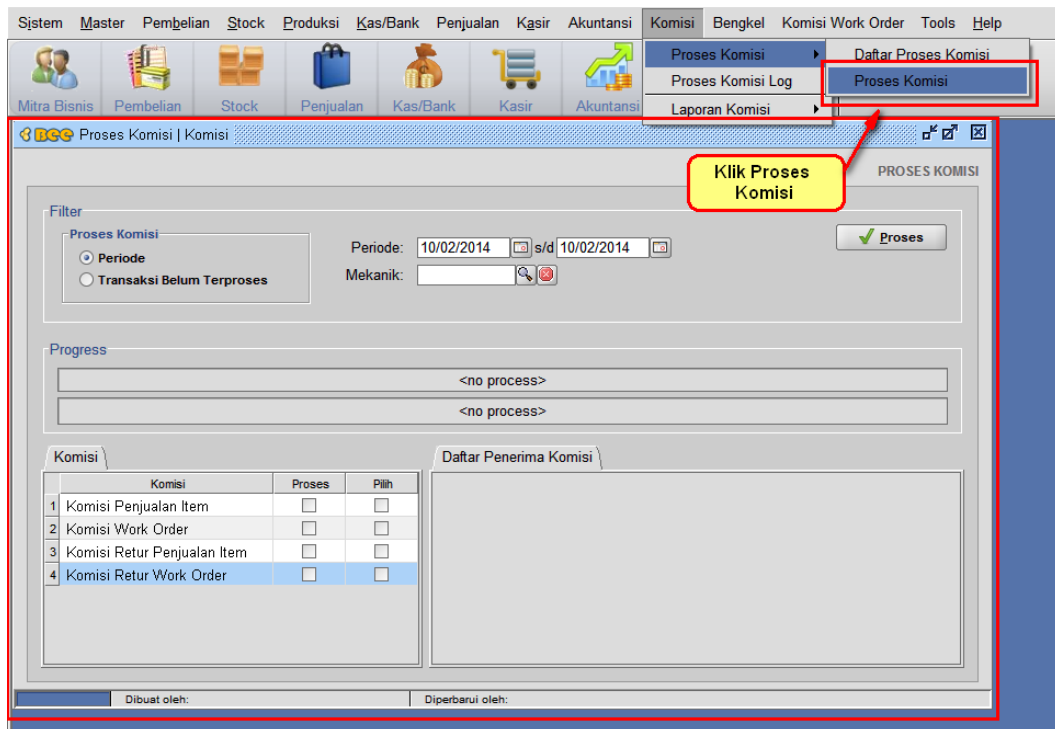 Sistem Master Pembelian Stock Produksi Kas/Bank Penjualan Kasir Akuntansi Komisi Bengkel Komisi Work Order Tools Help
Mitra Bisnis Pembelian Stock Penjualan Kas/Bank Kasir Akuntansi
Proses Komisi
Proses Komisi Log
Laporan Komisi
Daftar Proses Komisi
Proses Komisi
BEE Proses Komisi | Komisi
Klik Proses
Komisi
PROSES KOMISI
Filter
Proses Komisi
Periode
Transaksi Belum Terproses
Periode: 10/02/2014 s/d 10/02/2014
Mekanik:
Proses
Progress
<no process>
<no process>
Komisi
Komisi Proses Pilih
1 Komisi Penjualan Item
2 Komisi Work Order
3 Komisi Retur Penjualan Item
4 Komisi Retur Work Order
Daftar Penerima Komisi
Dibuat oleh: Diperbarui oleh: